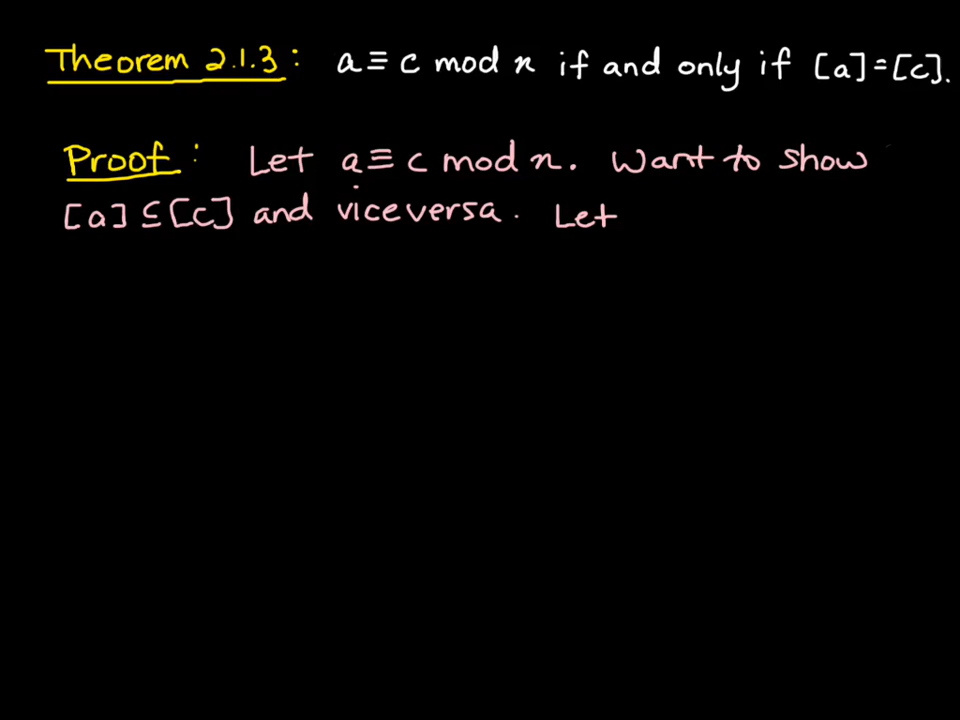 Theorem 2.1.3: a ≡ c mod n if and only if [a]=[c].
Proof: Let a ≡ c mod n. Want to show
[a] ⊆ [c] and viceversa. Let